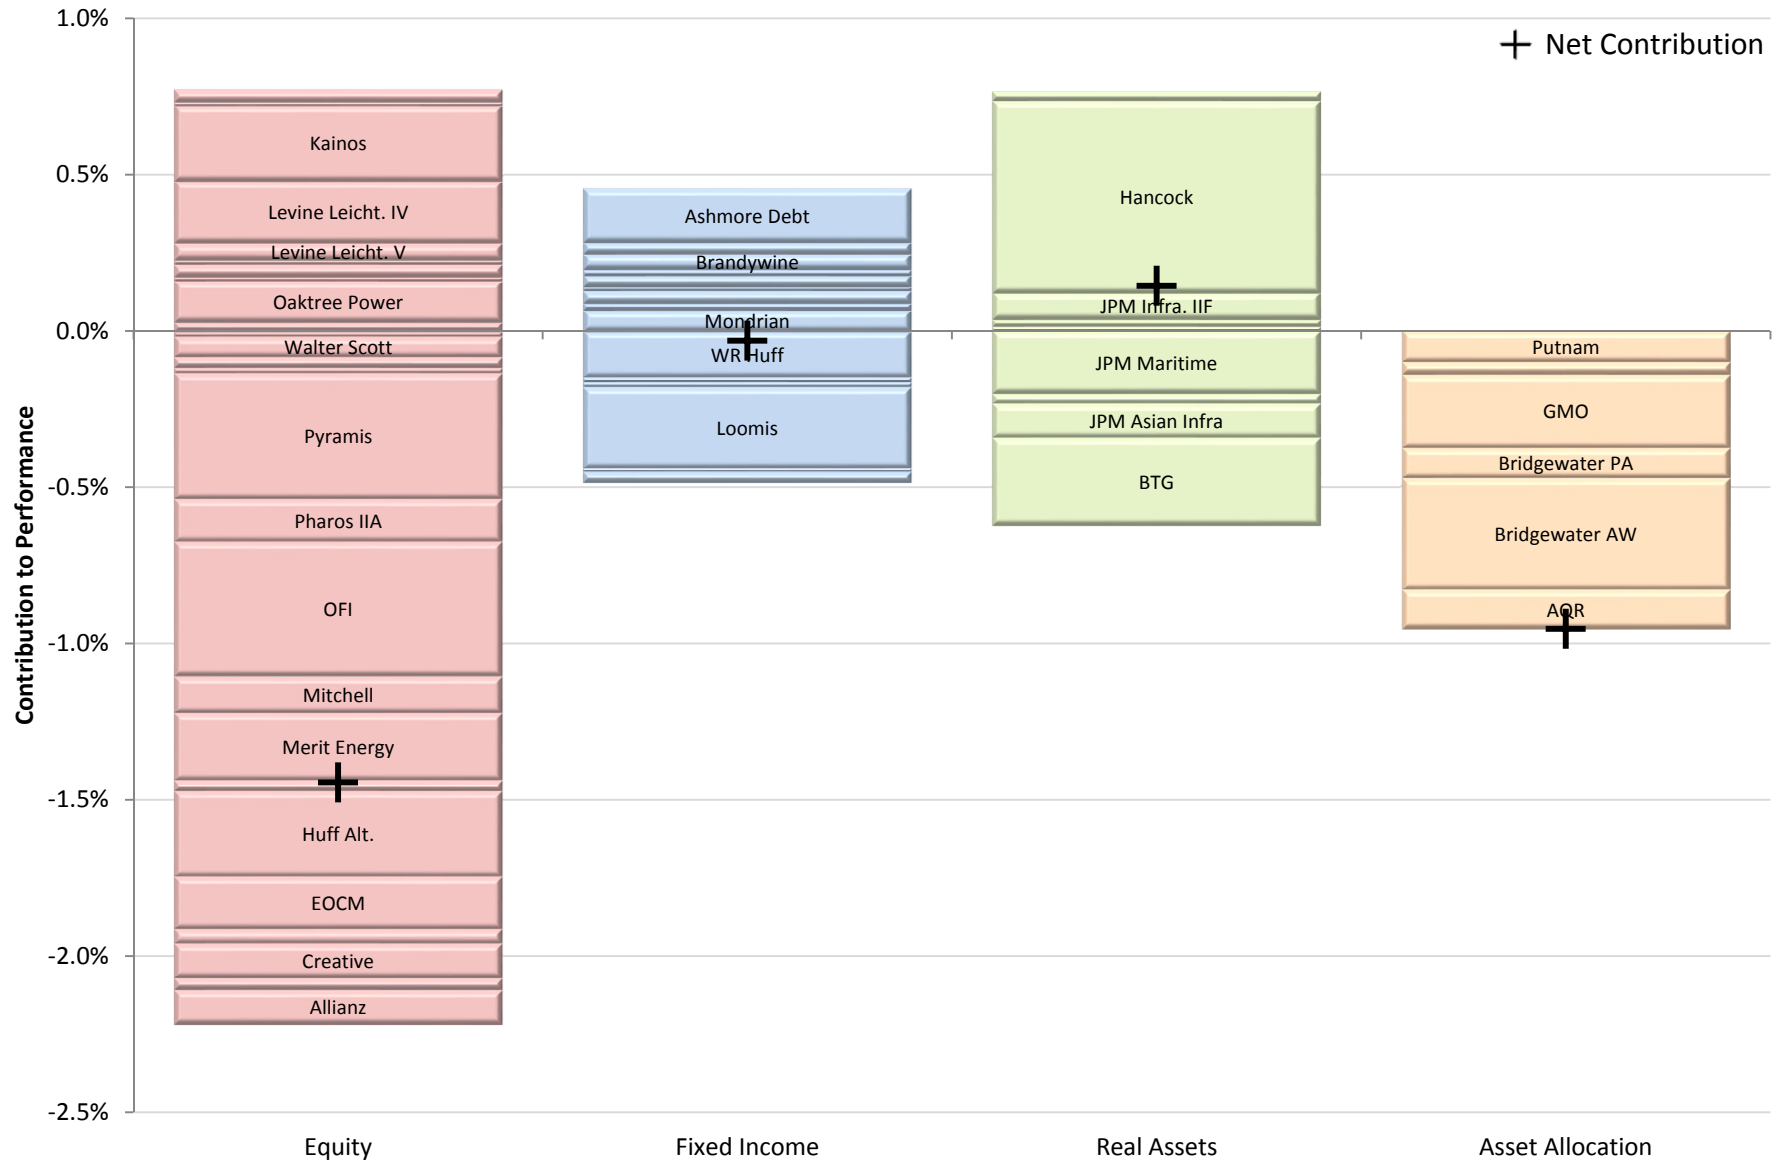 1.0%
Net Contribution
0.5%
0.0%
-0.5%
-1.0%
-1.5%
-2.0%
-2.5%
Contribution to Performance
Kainos
Levine Leicht. IV
Levine Leicht. V
Oaktree Power
Walter Scott
Pyramis
Pharos IIA
OFI
Mitchell
Merit Energy
Huff Alt.
EOCM
Creative
Allianz
Ashmore Debt
Brandywine
Mondrian
WR Huff
Loomis
Hancock
JPM Infra. IIF
JPM Maritime
JPM Asian Infra
BTG
Putnam
GMO
Bridgewater PA
Bridgewater AW
AQR
Equity
Fixed Income
Real Assets
Asset Allocation